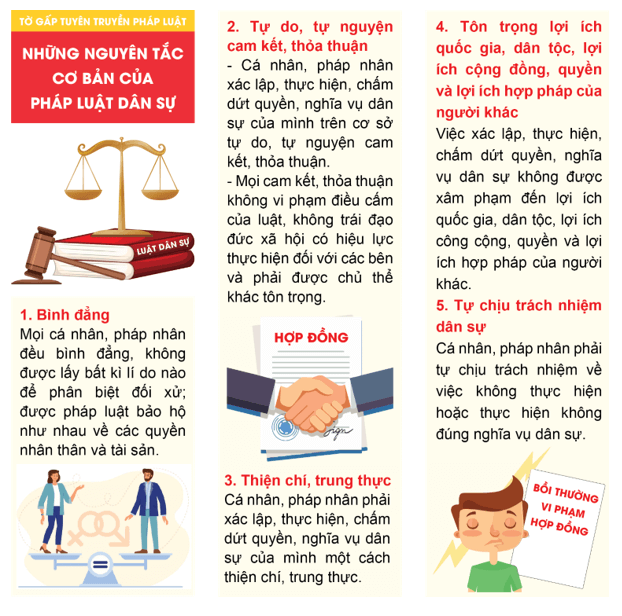 TỜ GẤP TUYÊN TRUYỀN PHÁP LUẬT
NHỮNG NGUYÊN TẮC
CƠ BẢN CỦA
PHÁP LUẬT DÂN SỰ
LUẬT DÂN SỰ
1. Bình đẳng
Mọi cá nhân, pháp nhân
đều bình đẳng, không
được lấy bất kì lí do nào
để phân biệt đối xử;
được pháp luật bảo hộ
như nhau về các quyền
nhân thân và tài sản.
2. Tự do, tự nguyện
cam kết, thỏa thuận
- Cá nhân, pháp nhân
xác lập, thực hiện, chấm
dứt quyền, nghĩa vụ dân
sự của mình trên cơ sở
tự do, tự nguyện cam
kết, thỏa thuận.
- Mọi cam kết, thỏa thuận
không vi phạm điều cấm
của luật, không trái đạo
đức xã hội có hiệu lực
thực hiện đối với các bên
và phải được chủ thể
khác tôn trọng.
HỢP ĐỒNG
sign
3. Thiện chí, trung thực
Cá nhân, pháp nhân phải
xác lập, thực hiện, chấm
dứt quyền, nghĩa vụ dân
sự của mình một cách
thiện chí, trung thực.
4. Tôn trọng lợi ích
quốc gia, dân tộc, lợi
ích cộng đồng, quyền
và lợi ích hợp pháp của
người khác
Việc xác lập, thực hiện,
chấm dứt quyền, nghĩa
vụ dân sự không được
xâm phạm đến lợi ích
quốc gia, dân tộc, lợi ích
công cộng, quyền và lợi
ích hợp pháp của người
khác.
5. Tự chịu trách nhiệm
dân sự
Cá nhân, pháp nhân phải
tự chịu trách nhiệm về
việc không thực hiện
hoặc thực hiện không
đúng nghĩa vụ dân sự.
BỒI THƯỜNG
VI PHẠM
HỢP ĐỒNG